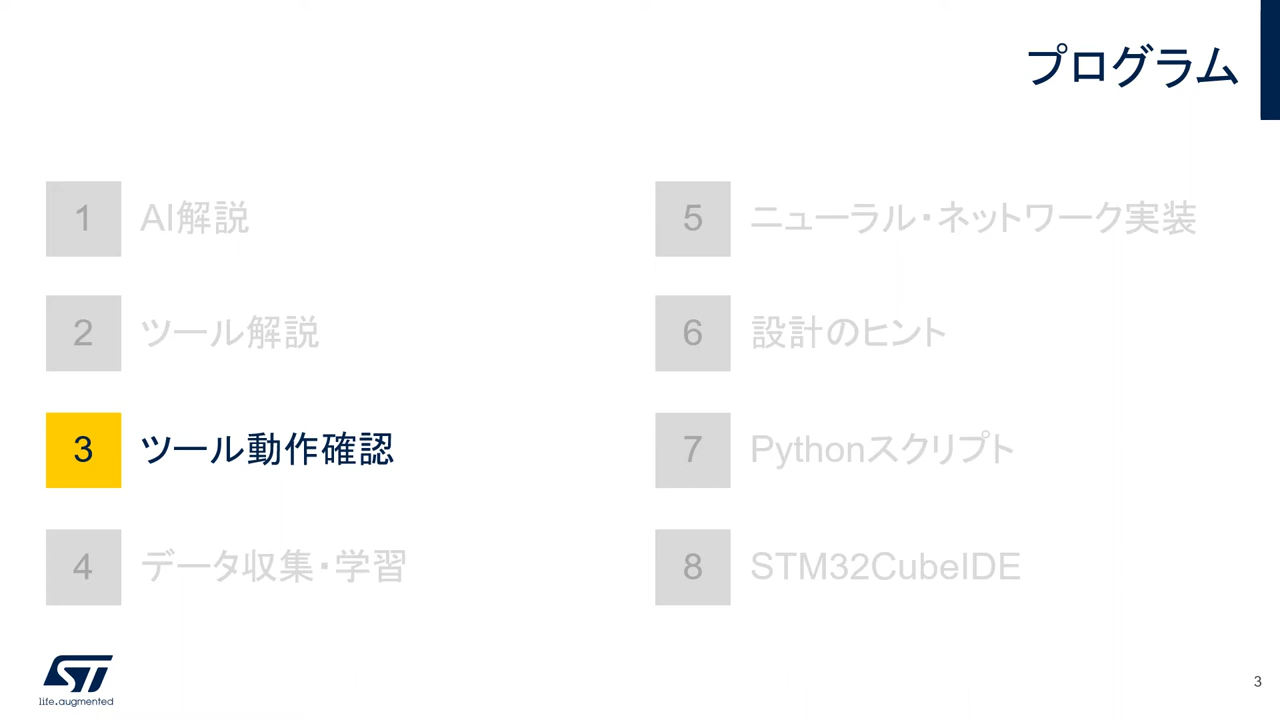 プログラム
1 AI解説
2 ツール解説
3 ツール動作確認
4 データ収集・学習
5 ニューラル・ネットワーク実装
6 設計のヒント
7 Pythonスクリプト
8 STM32CubeIDE
ST
life.augmented
3